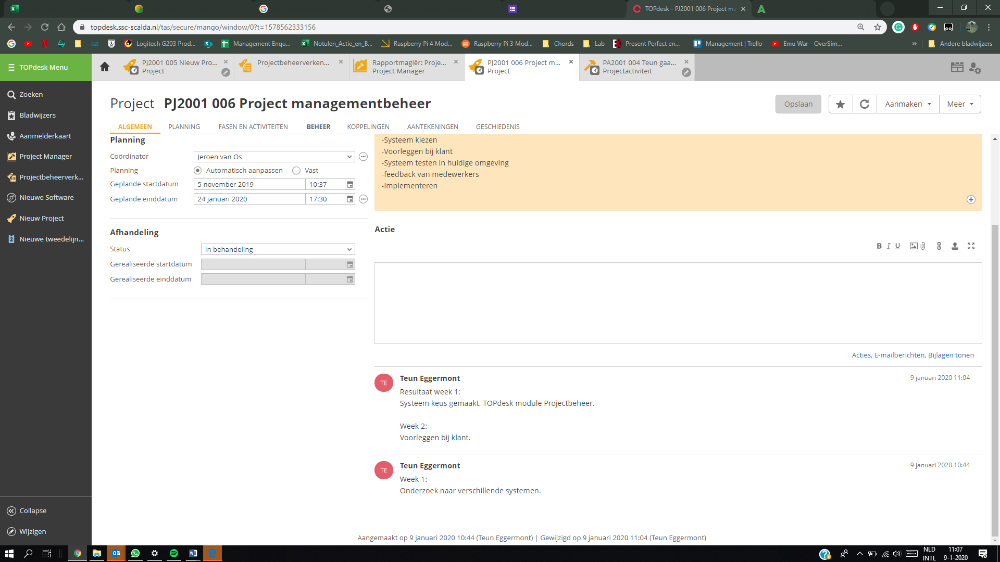 TOPdesk - PJ2001 006 Project ma
topdesk.ssc-scalda.nl/tas/secure/mango/window/0?t=1578562333156
Logitech G203 Prod...
Management Enqu...
Notulen_Actie_en_B...
Raspberry Pi 4 Mod...
Raspberry Pi 3 Mod...
Chords
Lab
Present Perfect en...
Management | Trello
Emu War - OverSim...
»
Andere bladwijzers
TOPdesk Menu
PJ2001 005 Nieuw Pro...
Project
Projectbeheerverken...
Rapportmagiër: Proje...
Project Manager
PJ2001 006 Project m...
Project
PA2001 004 Teun gaa...
Projectactiviteit
Zoeken
Bladwijzers
Aanmelderkaart
Project Manager
Projectbeheerverk...
Nieuwe Software
Nieuw Project
Nieuwe tweedelijn...
Collapse
Wijzigen
Project PJ2001 006 Project managementbeheer
Opslaan
Aanmaken
Meer
ALGEMEEN
PLANNING
FASEN EN ACTIVITEITEN
BEHEER
KOPPELINGEN
AANTEKENINGEN
GESCHIEDENIS
Planning
Coördinator
Jeroen van Os
Planning
Automatisch aanpassen
Vast
Geplande startdatum
5 november 2019
10:37
Geplande einddatum
24 januari 2020
17:30
Afhandeling
Status
In behandeling
Gerealiseerde startdatum
Gerealiseerde einddatum
-Systeem kiezen
-Voorleggen bij klant
-Systeem testen in huidige omgeving
-feedback van medewerkers
-Implementeren
Actie
B I U
Acties, E-mailberichten, Bijlagen tonen
TE
Teun Eggermont
9 januari 2020 11:04
Resultaat week 1:
Systeem keus gemaakt, TOPdesk module Projectbeheer.
Week 2:
Voorleggen bij klant.
TE
Teun Eggermont
9 januari 2020 10:44
Week 1:
Onderzoek naar verschillende systemen.
Aangemaakt op 9 januari 2020 10:44 (Teun Eggermont) | Gewijzigd op 9 januari 2020 11:04 (Teun Eggermont)
NLD
INTL
11:07
9-1-2020